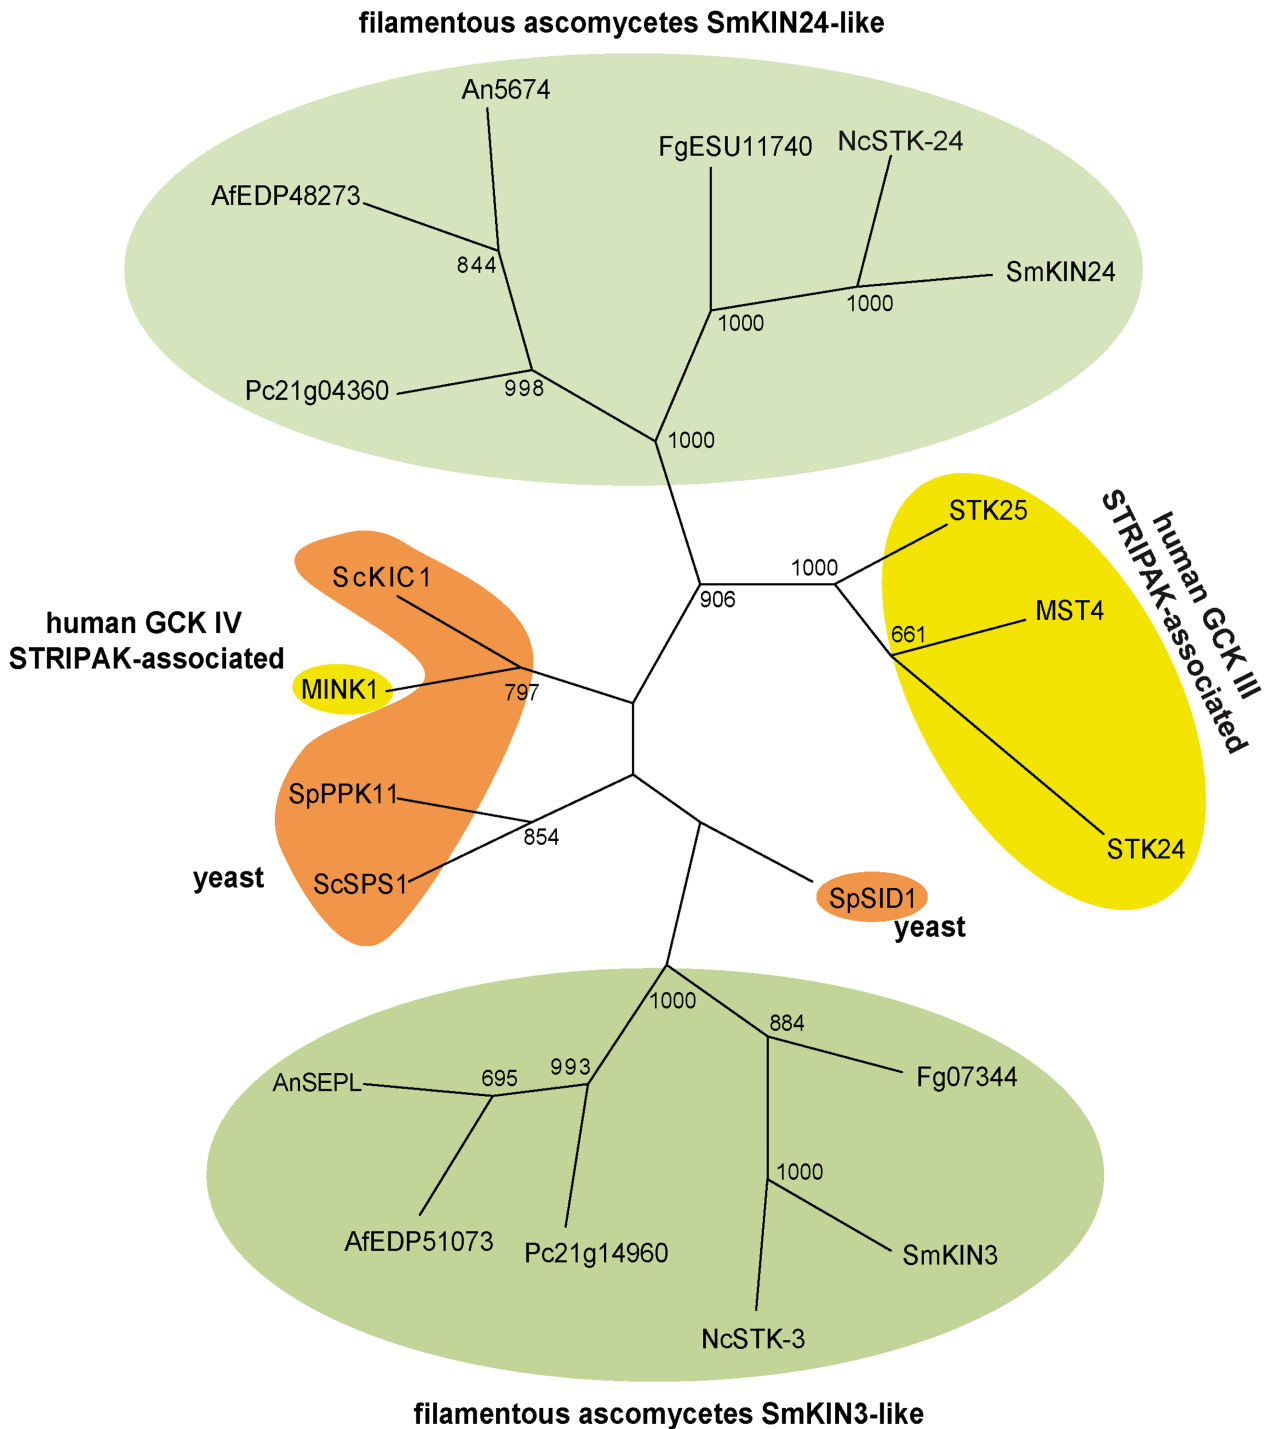 filamentous ascomycetes SmKIN24-like
An5674
FgESU11740
NcSTK-24
AfEDP48273
844
SmKIN24
1000
1000
Pc21g04360
998
1000
STK25
human GCK III
STRIPAK-associated
1000
906
MST4
661
STK24
ScKIC1
human GCK IV
STRIPAK-associated
MINK1
797
SpPPK11
854
ScSPS1
yeast
SpSID1
yeast
1000
884
Fg07344
993
695
AnSEPL
1000
AfEDP51073
Pc21g14960
SmKIN3
NcSTK-3
filamentous ascomycetes SmKIN3-like